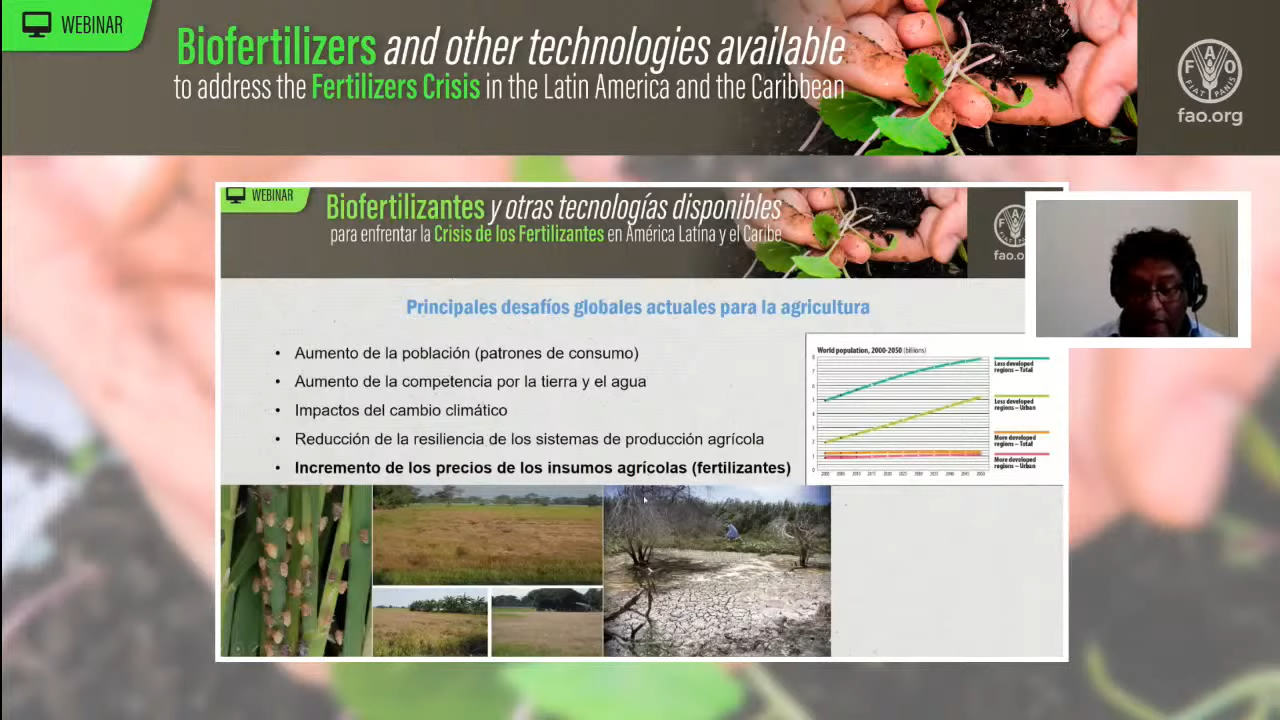 WEBINAR
Biofertilizers and other technologies available
to address the Fertilizers Crisis in the Latin America and the Caribbean
FAO
FIAT PANIS
fao.org
WEBINAR
Biofertilizantes y otras tecnologías disponibles
para enfrentar la Crisis de los Fertilizantes en América Latina y el Caribe
fao.o
Principales desafíos globales actuales para la agricultura
• Aumento de la población (patrones de consumo)
• Aumento de la competencia por la tierra y el agua
• Impactos del cambio climático
• Reducción de la resiliencia de los sistemas de producción agrícola
• Incremento de los precios de los insumos agrícolas (fertilizantes)
World population, 2000-2050 (billions)
Less developed
regions – Total
Less developed
regions – Urban
More developed
regions – Total
More developed
regions – Urban